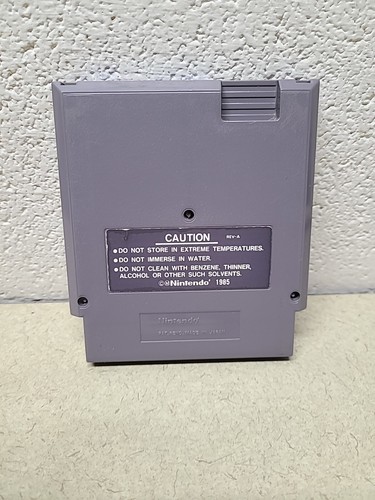 CAUTION REV-A
●DO NOT STORE IN EXTREME TEMPERATURES.
●DO NOT IMMERSE IN WATER.
●DO NOT CLEAN WITH BENZENE, THINNER,
ALCOHOL OR OTHER SUCH SOLVENTS.
©®Nintendo® 1985
Nintendo